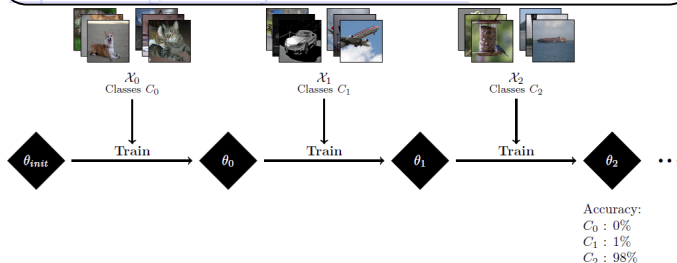 𝒳₀
Classes C₀
𝒳₁
Classes C₁
𝒳₂
Classes C₂
θinit
Train
θ₀
Train
θ₁
Train
θ₂
...
Accuracy:
C₀ : 0%
C₁ : 1%
C₂ : 98%